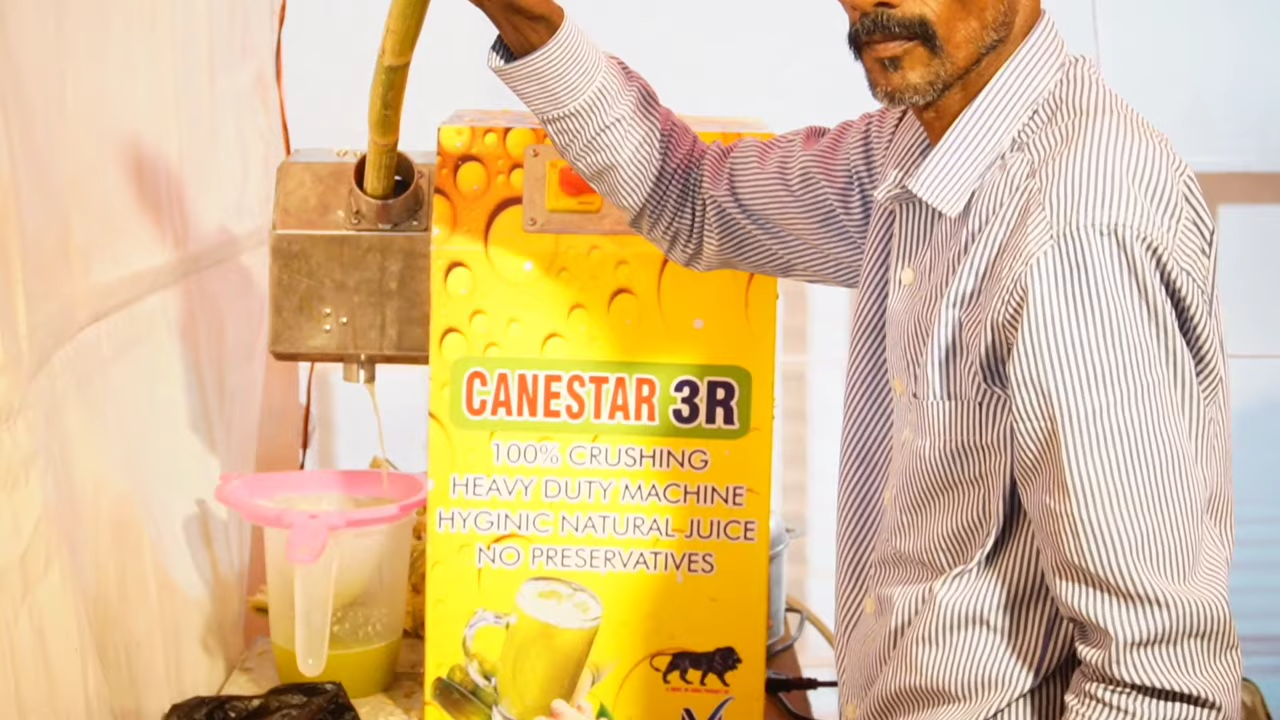 CANESTAR 3R
100% CRUSHING
HEAVY DUTY MACHINE
HYGINIC NATURAL JUICE
NO PRESERVATIVES